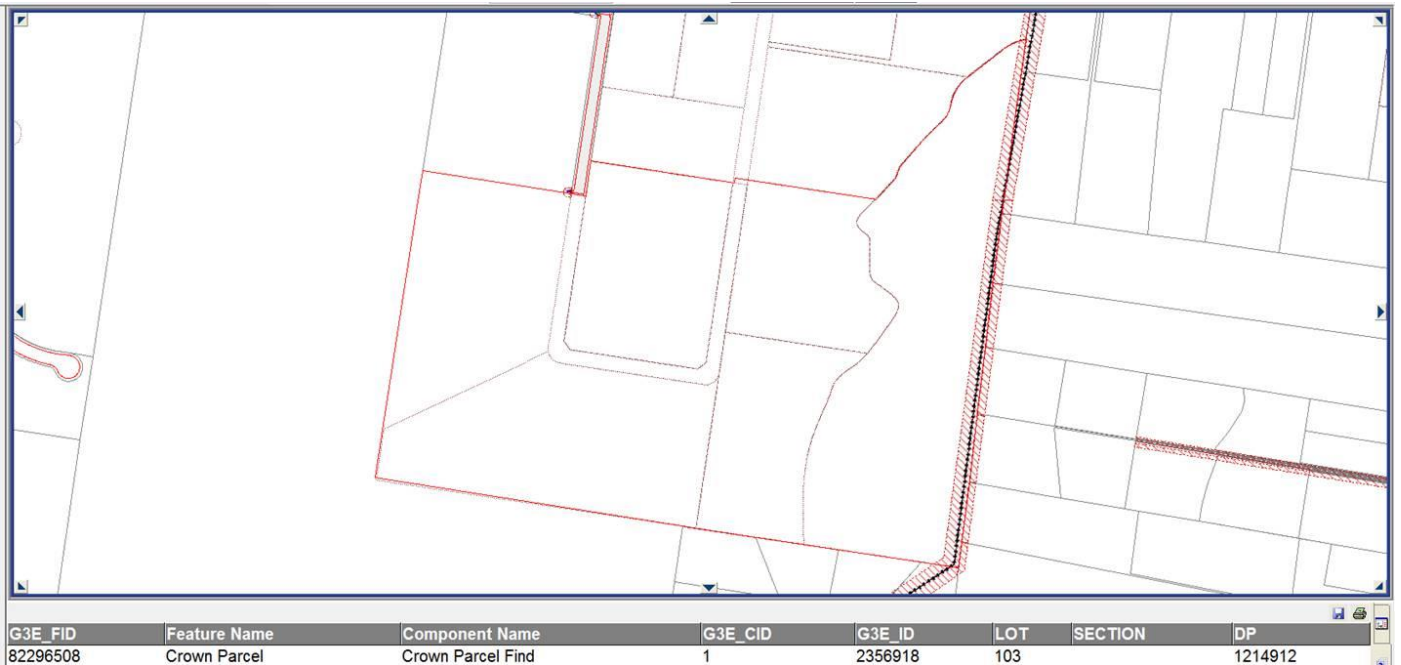 G3E_FID Feature Name Component Name G3E_CID G3E_ID LOT SECTION DP
82296508 Crown Parcel Crown Parcel Find 1 2356918 103 1214912